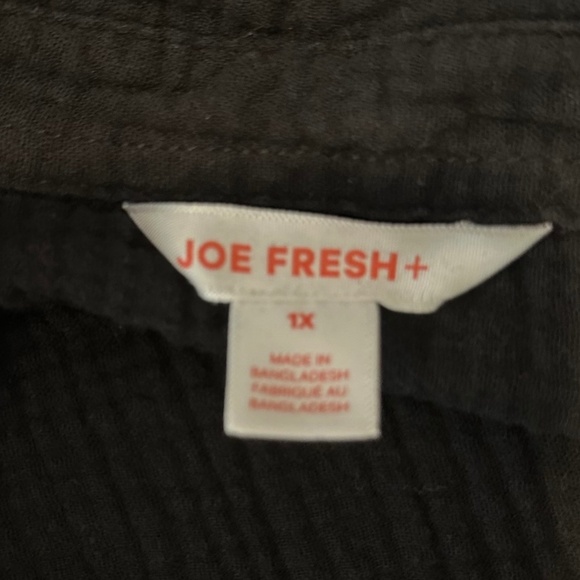 JOE FRESH+
1X
MADE IN
BANGLADESH
FABRIQUÉ AU
BANGLADESH